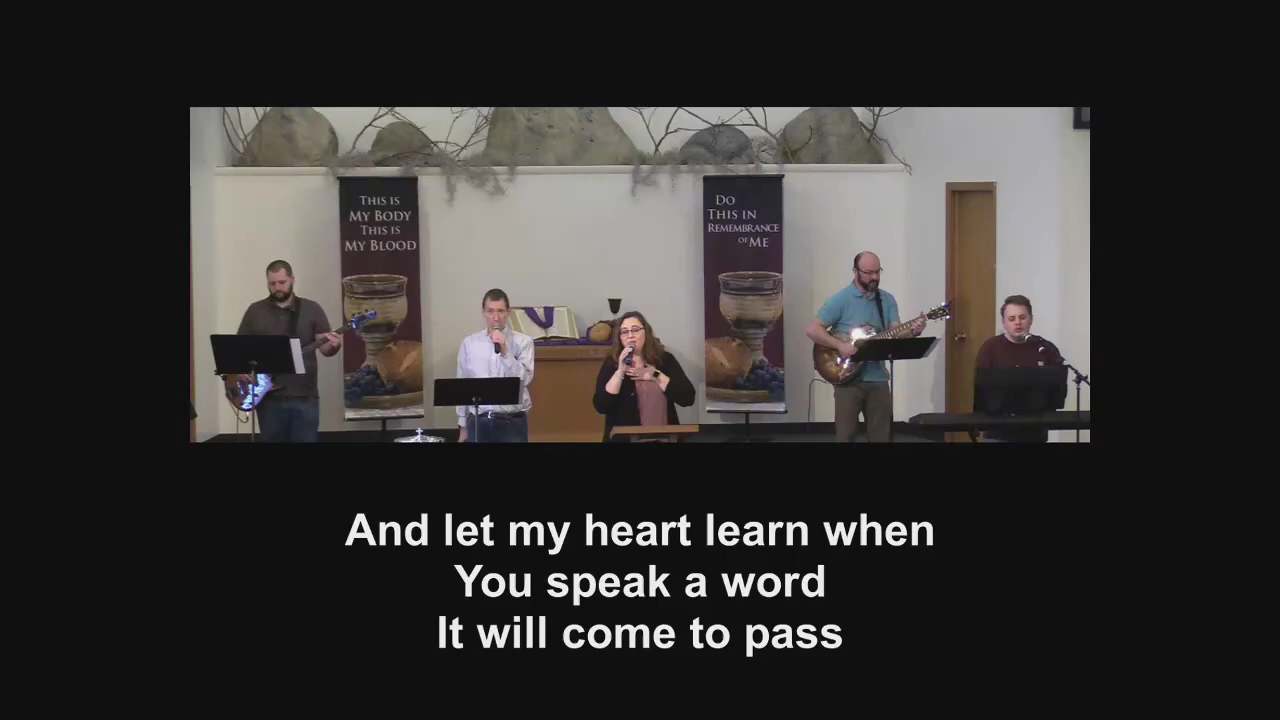 THIS IS
MY BODY
THIS IS
MY BLOOD
DO
THIS IN
REMEMBRANCE
OF ME
And let my heart learn when
You speak a word
It will come to pass